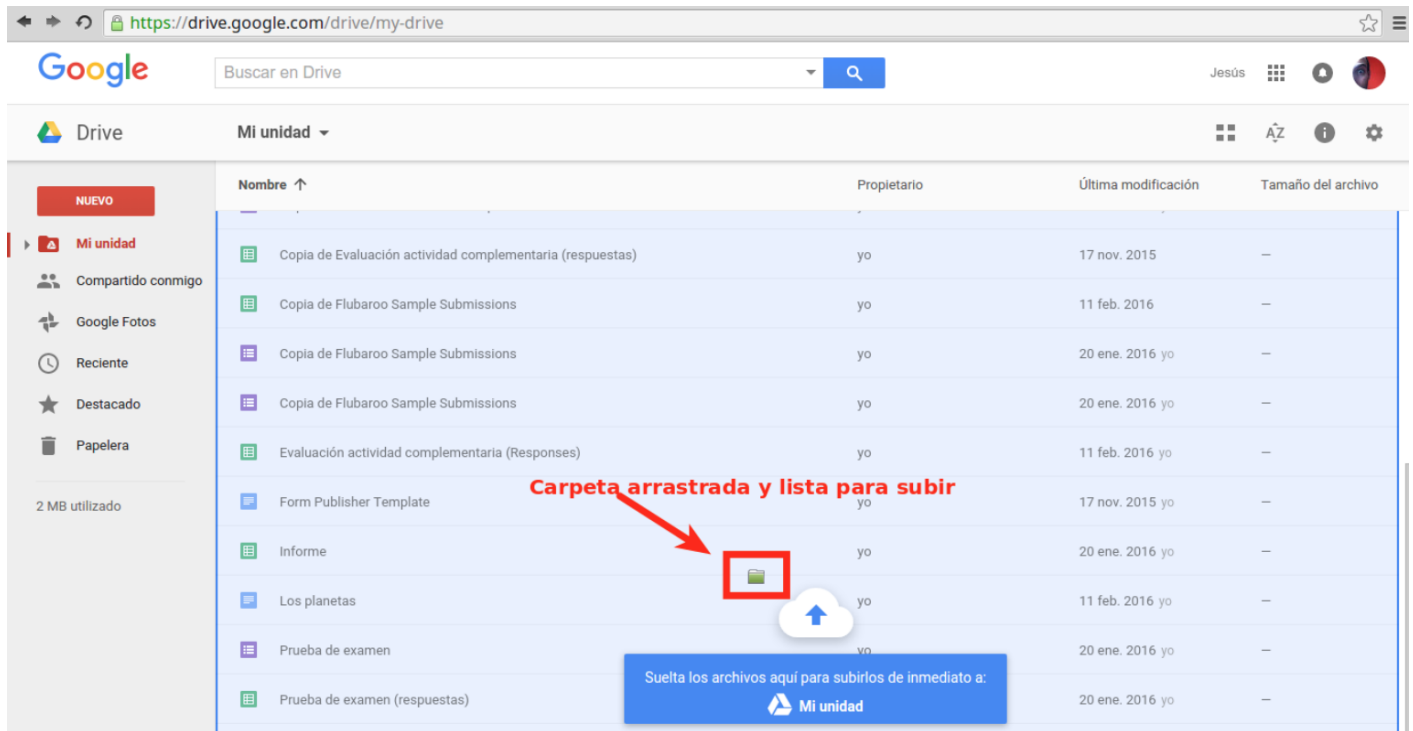 https://drive.google.com/drive/my-drive
Google
Buscar en Drive
Jesús
Drive
Mi unidad
AZ
NUEVO
Mi unidad
Compartido conmigo
Google Fotos
Reciente
Destacado
Papelera
2 MB utilizado
Nombre Propietario Última modificación Tamaño del archivo
Copia de Evaluación actividad complementaria (respuestas) yo 17 nov. 2015 —
Copia de Flubaroo Sample Submissions yo 11 feb. 2016 —
Copia de Flubaroo Sample Submissions yo 20 ene. 2016 yo —
Copia de Flubaroo Sample Submissions yo 20 ene. 2016 yo —
Evaluación actividad complementaria (Responses) yo 11 feb. 2016 yo —
Carpeta arrastrada y lista para subir
Form Publisher Template yo 17 nov. 2015 yo —
Informe yo 20 ene. 2016 yo —
Los planetas yo 11 feb. 2016 yo —
Prueba de examen yo 20 ene. 2016 yo —
Prueba de examen (respuestas) 20 ene. 2016 yo —
Suelta los archivos aquí para subirlos de inmediato a:
Mi unidad